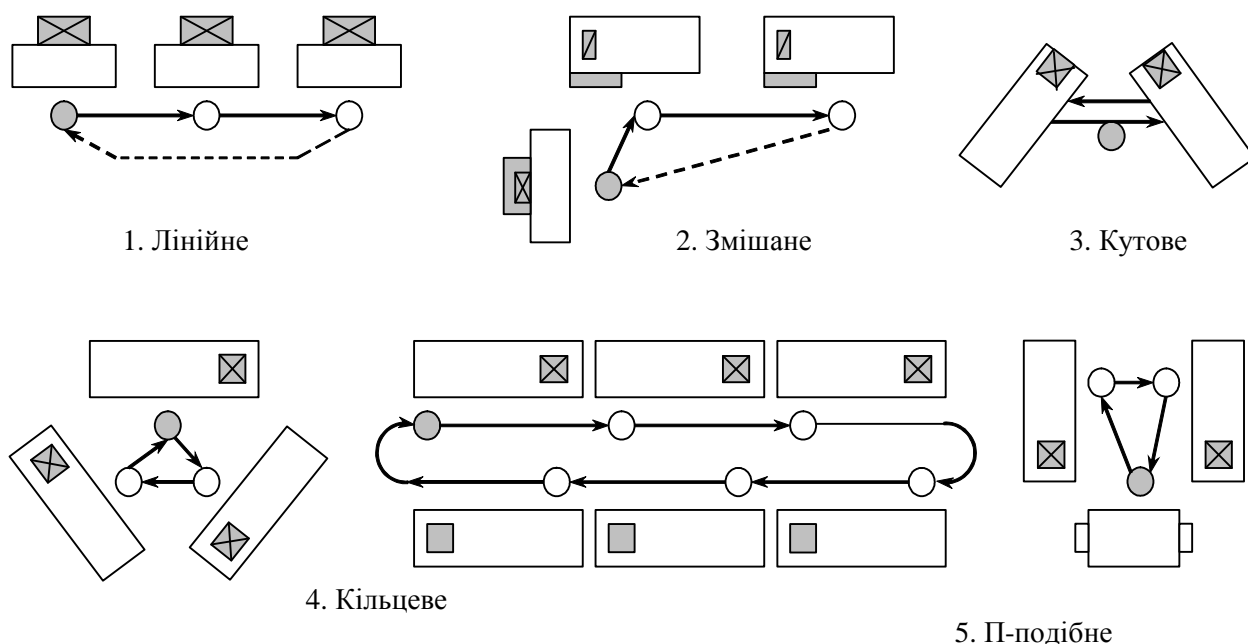 1. Лінійне
2. Змішане
3. Кутове
4. Кільцеве
5. П-подібне